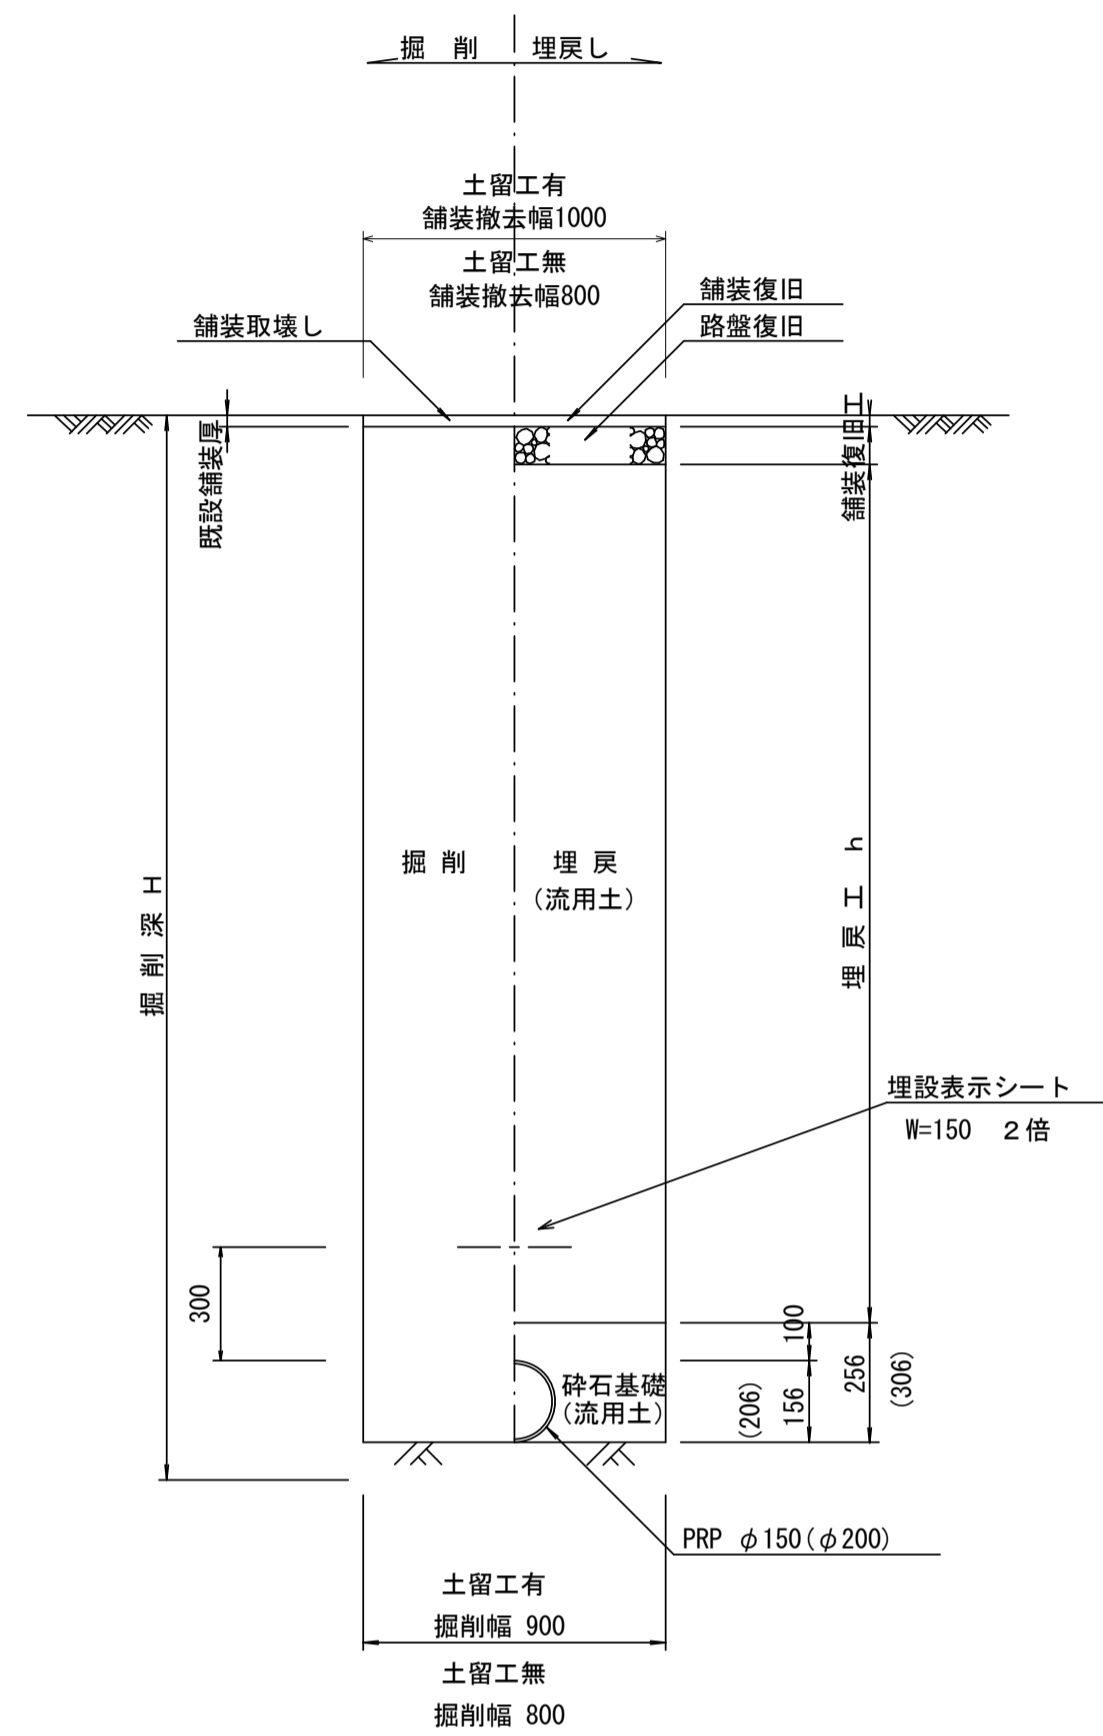 掘　削　　埋戻し
土留工有
舗装撤去幅1000
土留工無
舗装撤去幅800
舗装復旧
路盤復旧
舗装取壊し
既設舗装厚
舗装復旧工
掘 削
埋 戻
(流用土)
掘 削 深 H
埋 戻 工 h
埋設表示シート
W=150　2倍
300
100
256
(306)
156
(206)
砕石基礎
(流用土)
PRP φ150(φ200)
土留工有
掘削幅 900
土留工無
掘削幅 800